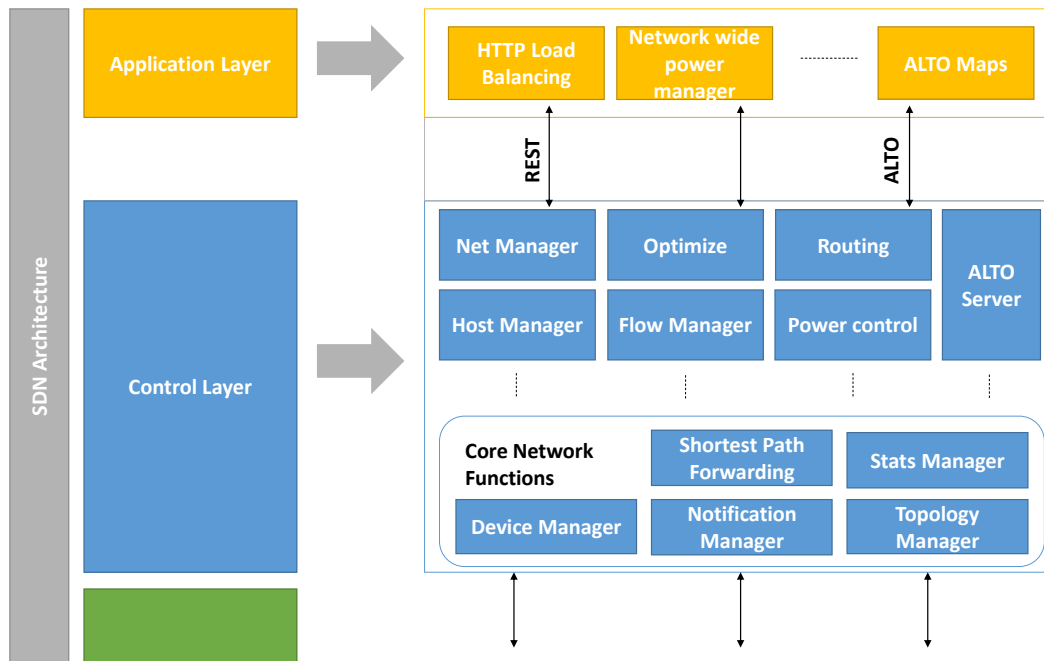 SDN Architecture
Application Layer
HTTP Load
Balancing
Network wide
power
manager
ALTO Maps
REST
ALTO
Control Layer
Net Manager
Optimize
Routing
ALTO
Server
Host Manager
Flow Manager
Power control
Core Network
Functions
Shortest Path
Forwarding
Stats Manager
Device Manager
Notification
Manager
Topology
Manager